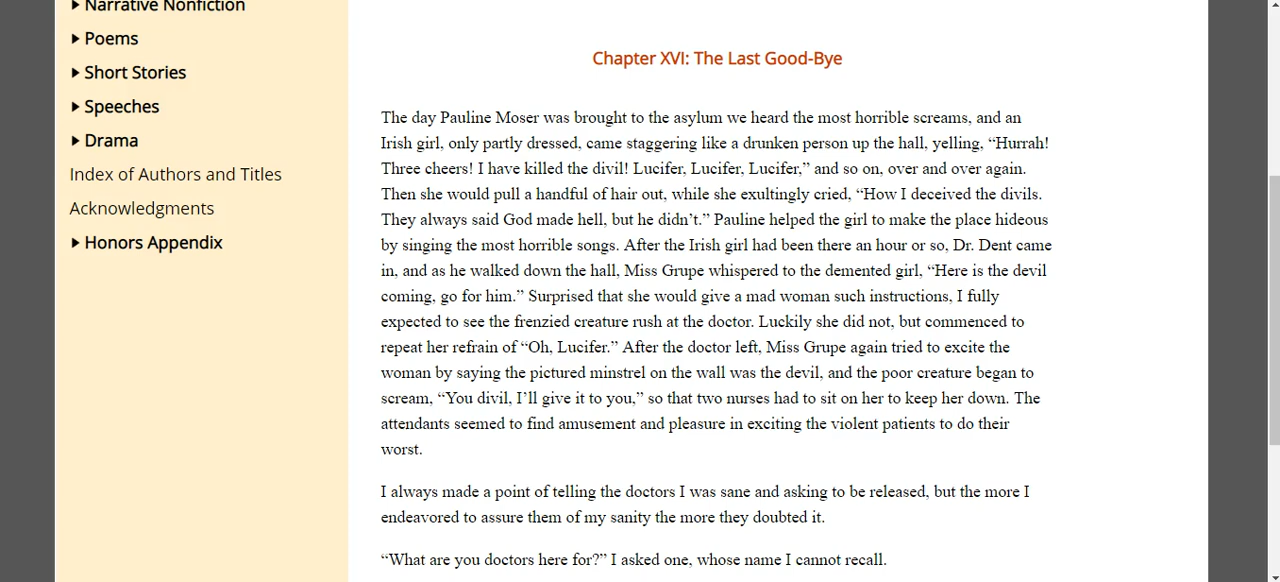 Narrative Nonfiction
Poems
Short Stories
Speeches
Drama
Index of Authors and Titles
Acknowledgments
Honors Appendix
Chapter XVI: The Last Good-Bye
The day Pauline Moser was brought to the asylum we heard the most horrible screams, and an
Irish girl, only partly dressed, came staggering like a drunken person up the hall, yelling, “Hurrah!
Three cheers! I have killed the divil! Lucifer, Lucifer, Lucifer,” and so on, over and over again.
Then she would pull a handful of hair out, while she exultingly cried, “How I deceived the divils.
They always said God made hell, but he didn’t.” Pauline helped the girl to make the place hideous
by singing the most horrible songs. After the Irish girl had been there an hour or so, Dr. Dent came
in, and as he walked down the hall, Miss Grupe whispered to the demented girl, “Here is the devil
coming, go for him.” Surprised that she would give a mad woman such instructions, I fully
expected to see the frenzied creature rush at the doctor. Luckily she did not, but commenced to
repeat her refrain of “Oh, Lucifer.” After the doctor left, Miss Grupe again tried to excite the
woman by saying the pictured minstrel on the wall was the devil, and the poor creature began to
scream, “You divil, I’ll give it to you,” so that two nurses had to sit on her to keep her down. The
attendants seemed to find amusement and pleasure in exciting the violent patients to do their
worst.
I always made a point of telling the doctors I was sane and asking to be released, but the more I
endeavored to assure them of my sanity the more they doubted it.
“What are you doctors here for?” I asked one, whose name I cannot recall.